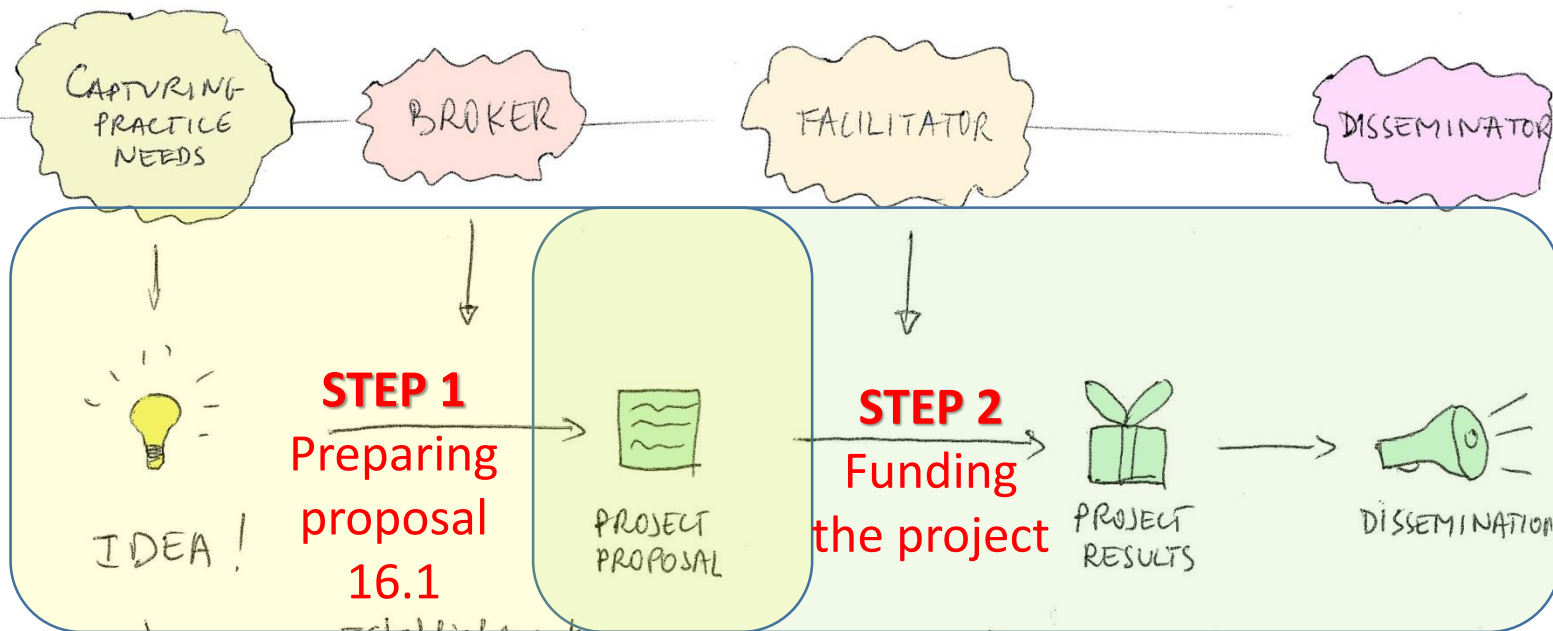 CAPTURING
PRACTICE
NEEDS
BROKER
FACILITATOR
DISSEMINATOR
STEP 1
Preparing
proposal
16.1
STEP 2
Funding
the project
IDEA !
PROJECT
PROPOSAL
PROJECT
RESULTS
DISSEMINATION